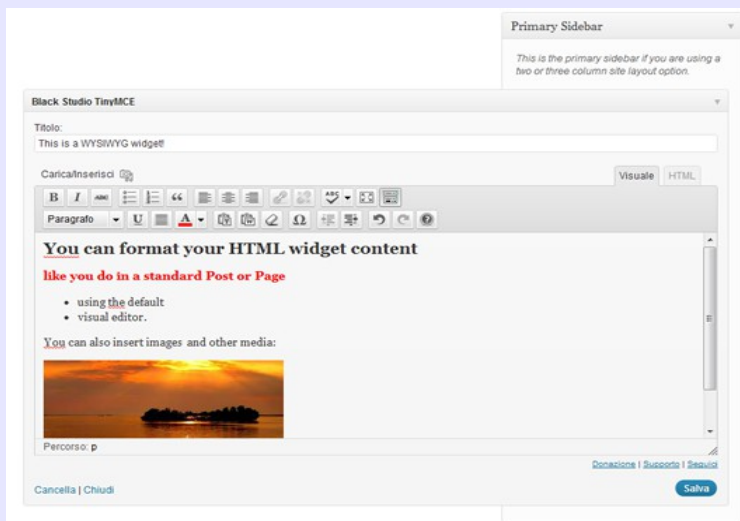 Primary Sidebar
This is the primary sidebar if you are using a
two or three column site layout option.
Black Studio TinyMCE
Titolo:
This is a WYSIWYG widget!
Carica/Inserisci
Visuale HTML
B I ABC “ ABC
Paragrafo U A Ω
You can format your HTML widget content
like you do in a standard Post or Page
• using the default
• visual editor.
You can also insert images and other media:
Percorso: p
Donazione | Supporto | Seguici
Cancella | Chiudi
Salva